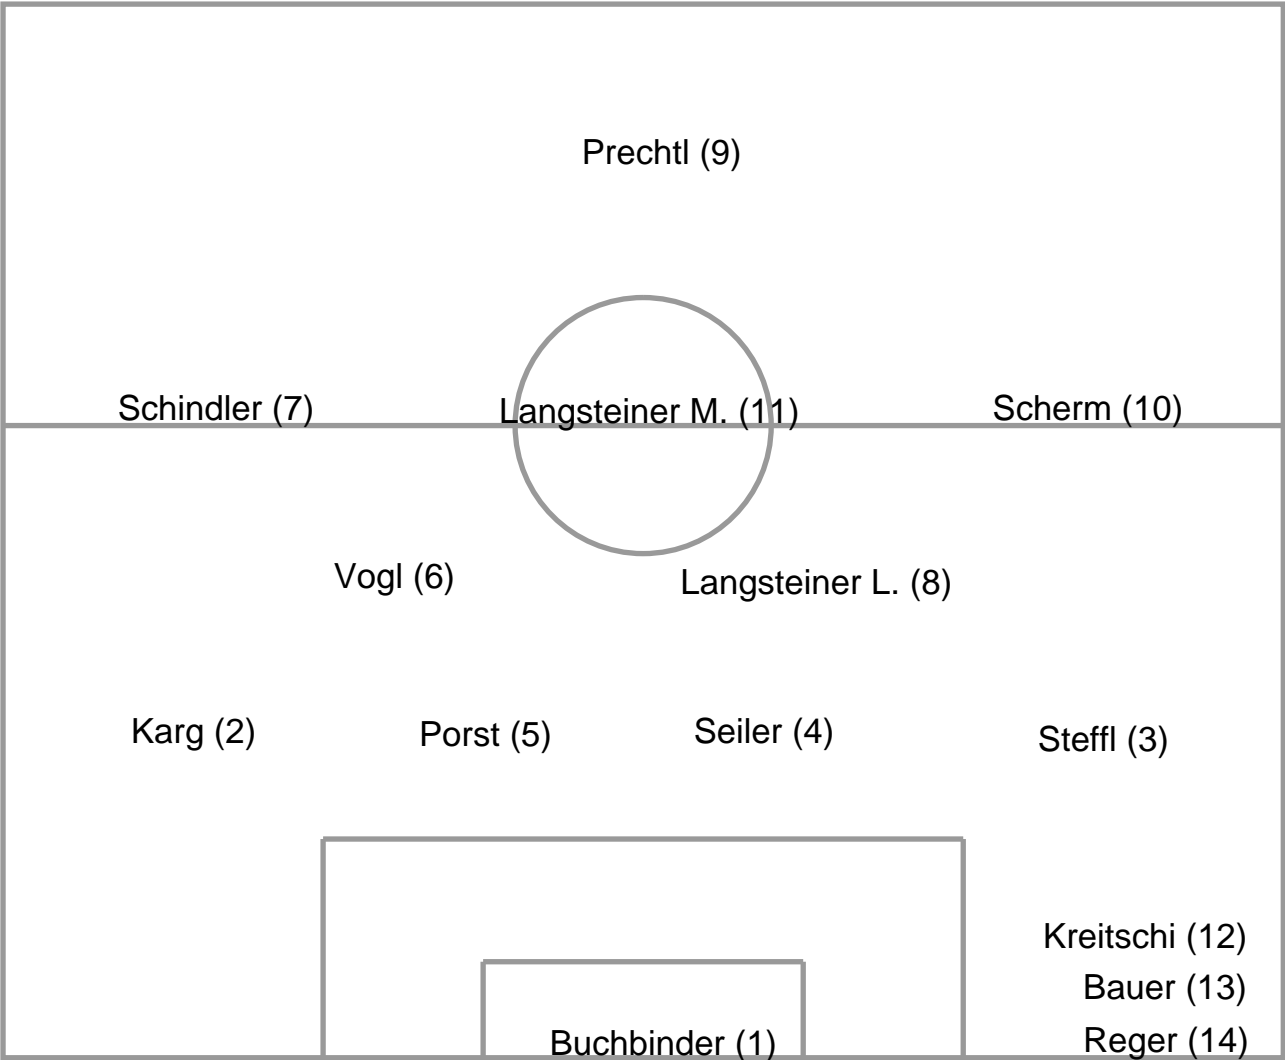 Prechtl (9)
Schindler (7) Langsteiner M. (11) Scherm (10)
Vogl (6) Langsteiner L. (8)
Karg (2) Porst (5) Seiler (4) Steffl (3)
Kreitschi (12)
Bauer (13)
Buchbinder (1) Reger (14)